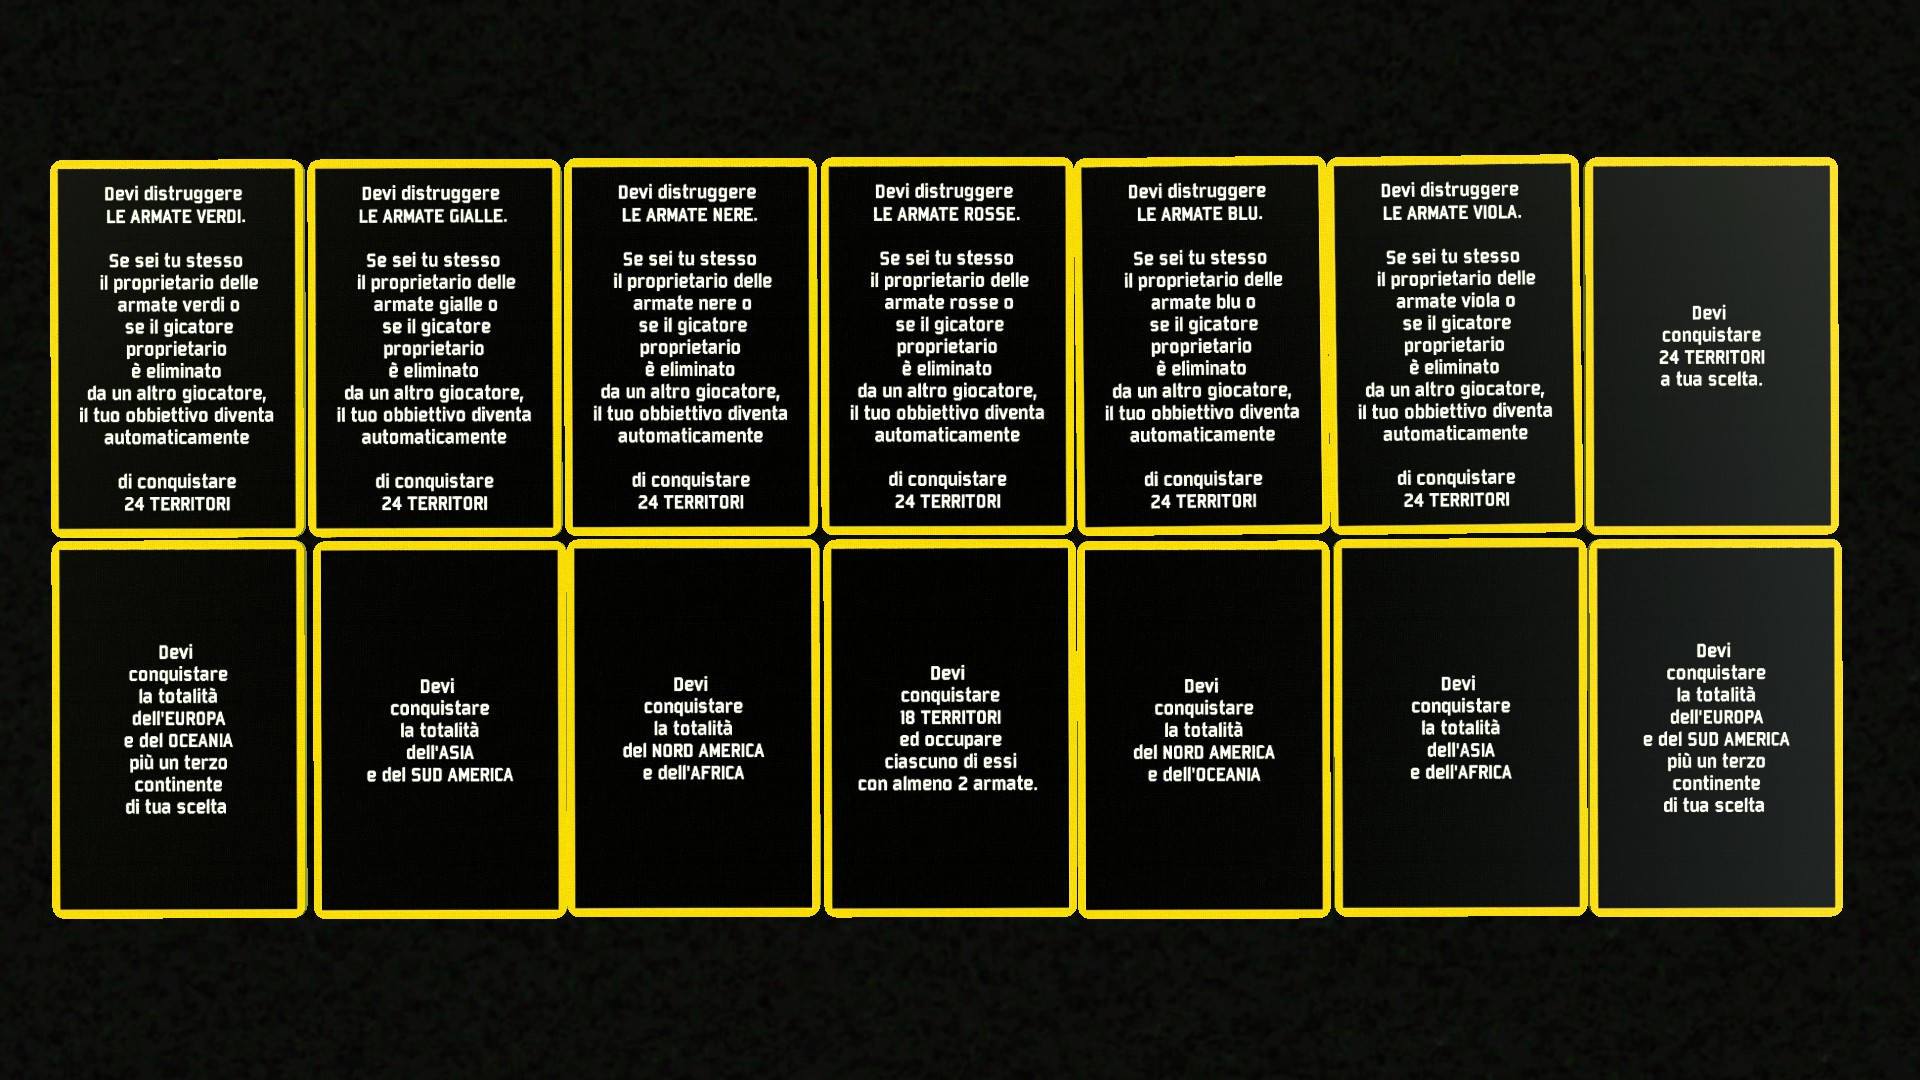 Devi distruggere
LE ARMATE VERDI.
Se sei tu stesso
il proprietario delle
armate verdi o
se il gicatore
proprietario
è eliminato
da un altro giocatore,
il tuo obbiettivo diventa
automaticamente
di conquistare
24 TERRITORI
Devi distruggere
LE ARMATE GIALLE.
Se sei tu stesso
il proprietario delle
armate gialle o
se il gicatore
proprietario
è eliminato
da un altro giocatore,
il tuo obbiettivo diventa
automaticamente
di conquistare
24 TERRITORI
Devi distruggere
LE ARMATE NERE.
Se sei tu stesso
il proprietario delle
armate nere o
se il gicatore
proprietario
è eliminato
da un altro giocatore,
il tuo obbiettivo diventa
automaticamente
di conquistare
24 TERRITORI
Devi distruggere
LE ARMATE ROSSE.
Se sei tu stesso
il proprietario delle
armate rosse o
se il gicatore
proprietario
è eliminato
da un altro giocatore,
il tuo obbiettivo diventa
automaticamente
di conquistare
24 TERRITORI
Devi distruggere
LE ARMATE BLU.
Se sei tu stesso
il proprietario delle
armate blu o
se il gicatore
proprietario
è eliminato
da un altro giocatore,
il tuo obbiettivo diventa
automaticamente
di conquistare
24 TERRITORI
Devi distruggere
LE ARMATE VIOLA.
Se sei tu stesso
il proprietario delle
armate viola o
se il gicatore
proprietario
è eliminato
da un altro giocatore,
il tuo obbiettivo diventa
automaticamente
di conquistare
24 TERRITORI
Devi
conquistare
24 TERRITORI
a tua scelta.
Devi
conquistare
la totalità
dell'EUROPA
e del OCEANIA
più un terzo
continente
di tua scelta
Devi
conquistare
la totalità
dell'ASIA
e del SUD AMERICA
Devi
conquistare
la totalità
del NORD AMERICA
e dell'AFRICA
Devi
conquistare
18 TERRITORI
ed occupare
ciascuno di essi
con almeno 2 armate.
Devi
conquistare
la totalità
del NORD AMERICA
e dell'OCEANIA
Devi
conquistare
la totalità
dell'ASIA
e dell'AFRICA
Devi
conquistare
la totalità
dell'EUROPA
e del SUD AMERICA
più un terzo
continente
di tua scelta